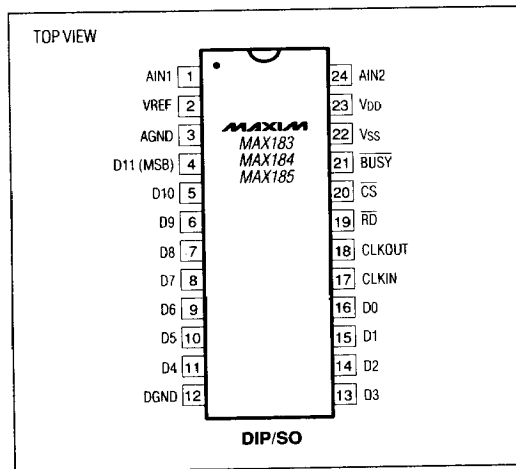 TOP VIEW
AIN1 1
VREF 2
AGND 3
D11 (MSB) 4
D10 5
D9 6
D8 7
D7 8
D6 9
D5 10
D4 11
DGND 12
MAXIM
MAX183
MAX184
MAX185
24 AIN2
23 VDD
22 VSS
21 BUSY
20 CS
19 RD
18 CLKOUT
17 CLKIN
16 D0
15 D1
14 D2
13 D3
DIP/SO